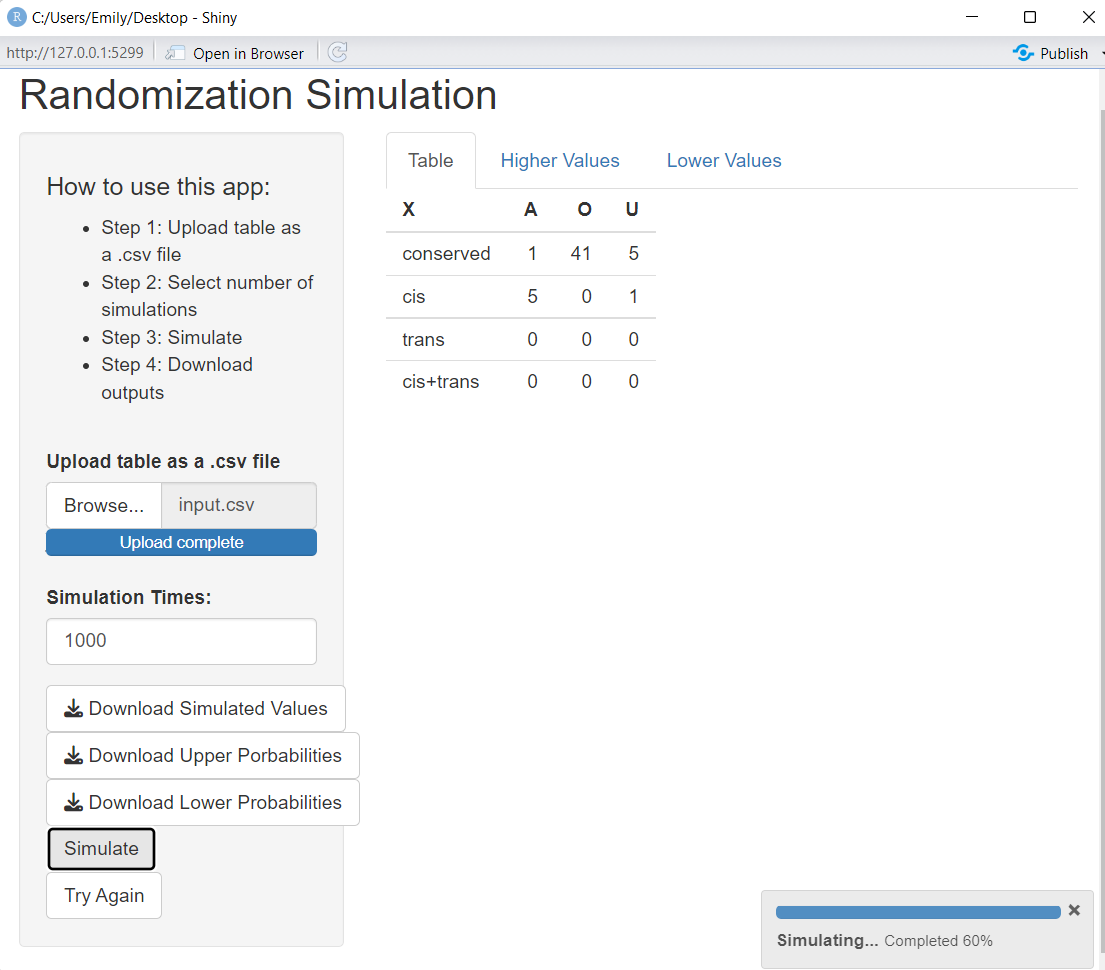 R C:/Users/Emily/Desktop - Shiny
http://127.0.0.1:5299 Open in Browser Publish
Randomization Simulation
How to use this app:
Step 1: Upload table as
a .csv file
Step 2: Select number of
simulations
Step 3: Simulate
Step 4: Download
outputs
Upload table as a .csv file
Browse... input.csv
Upload complete
Simulation Times:
1000
Download Simulated Values
Download Upper Porbabilities
Download Lower Probabilities
Simulate
Try Again
Table Higher Values Lower Values
X A O U
conserved 1 41 5
cis 5 0 1
trans 0 0 0
cis+trans 0 0 0
Simulating... Completed 60%